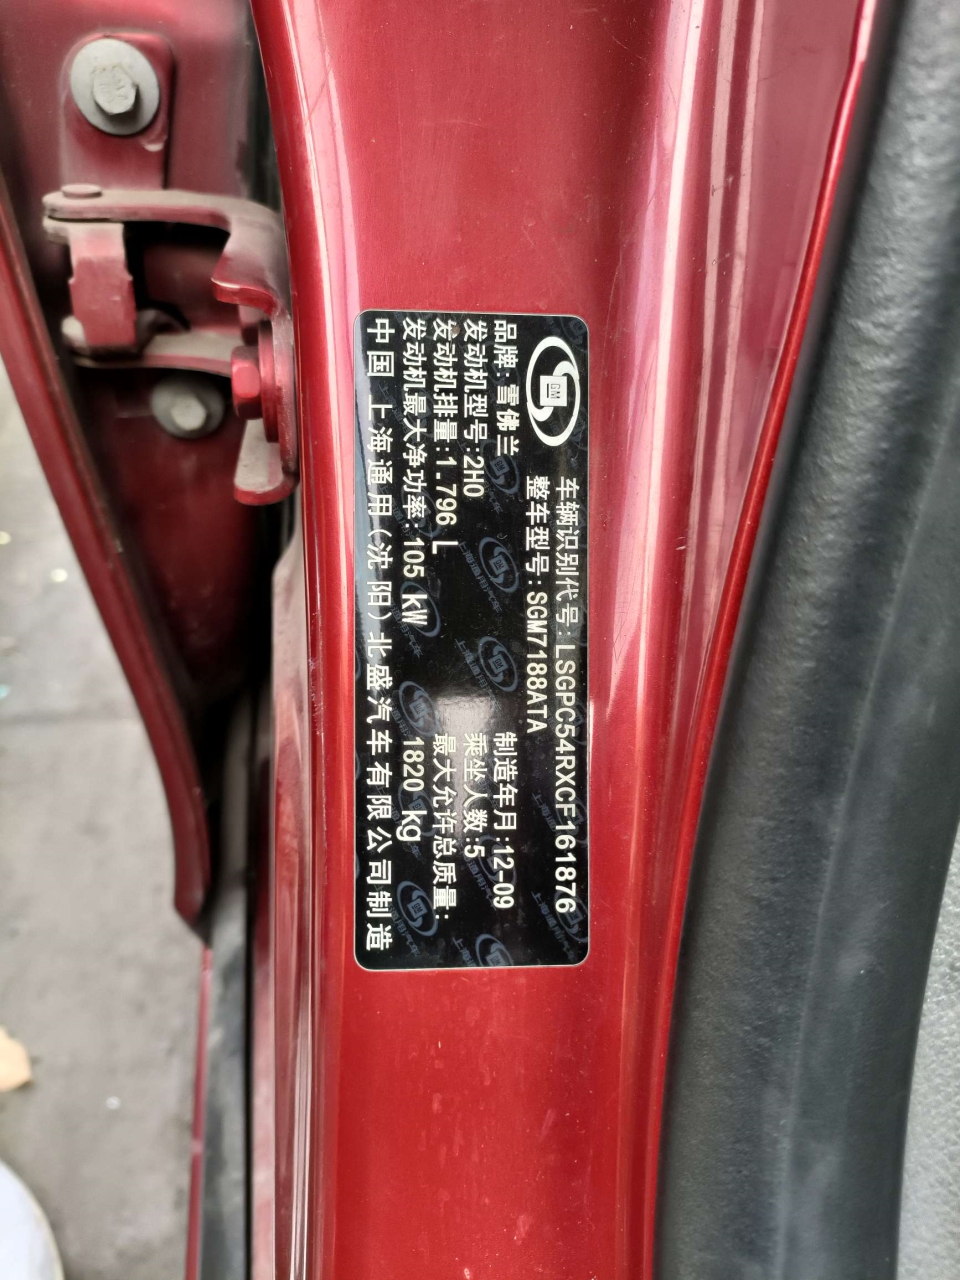 GM
车辆识别代号:LSGPC54RXCF161876
整车型号:SGM7188ATA
品牌:雪佛兰 制造年月:12-09
发动机型号:2H0 乘坐人数:5
发动机排量:1.796 L 最大允许总质量:
发动机最大净功率:105 kW 1820 kg
中国 上海通用(沈阳)北盛汽车有限公司制造